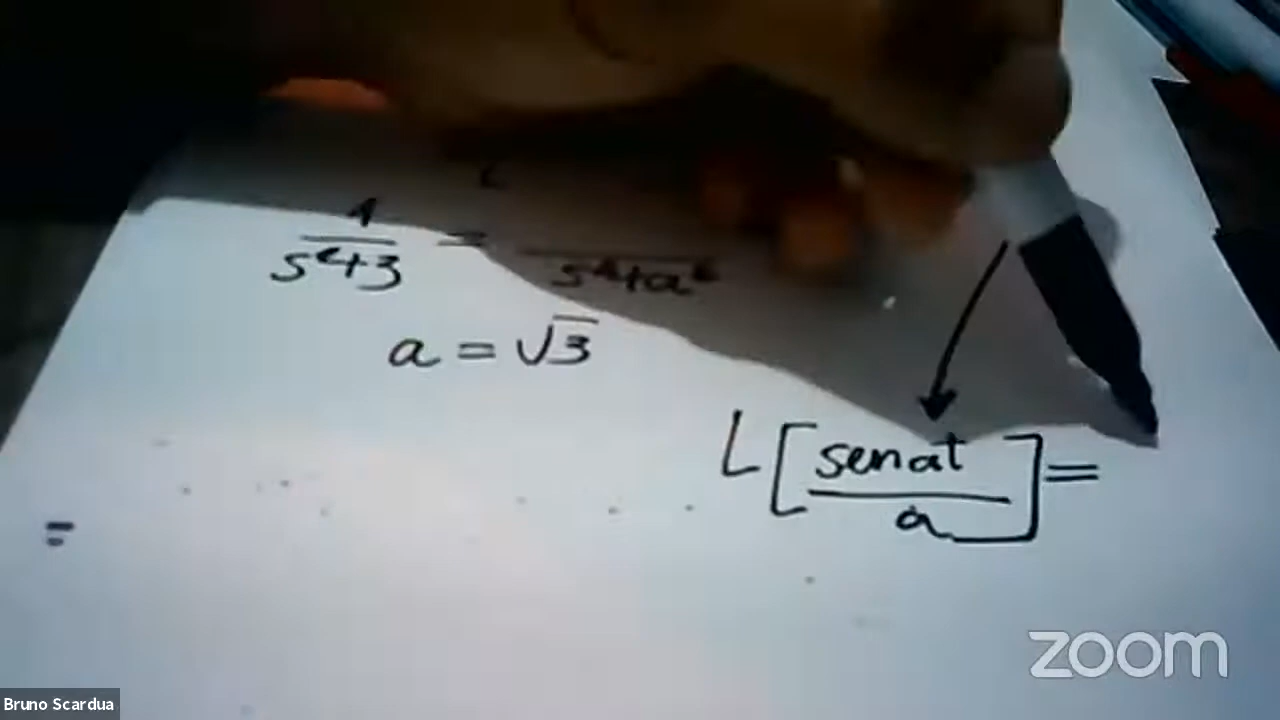 1
s²+3 = s²+a²
a = √3
L [ sen at / a ] =
zoom
Bruno Scardua